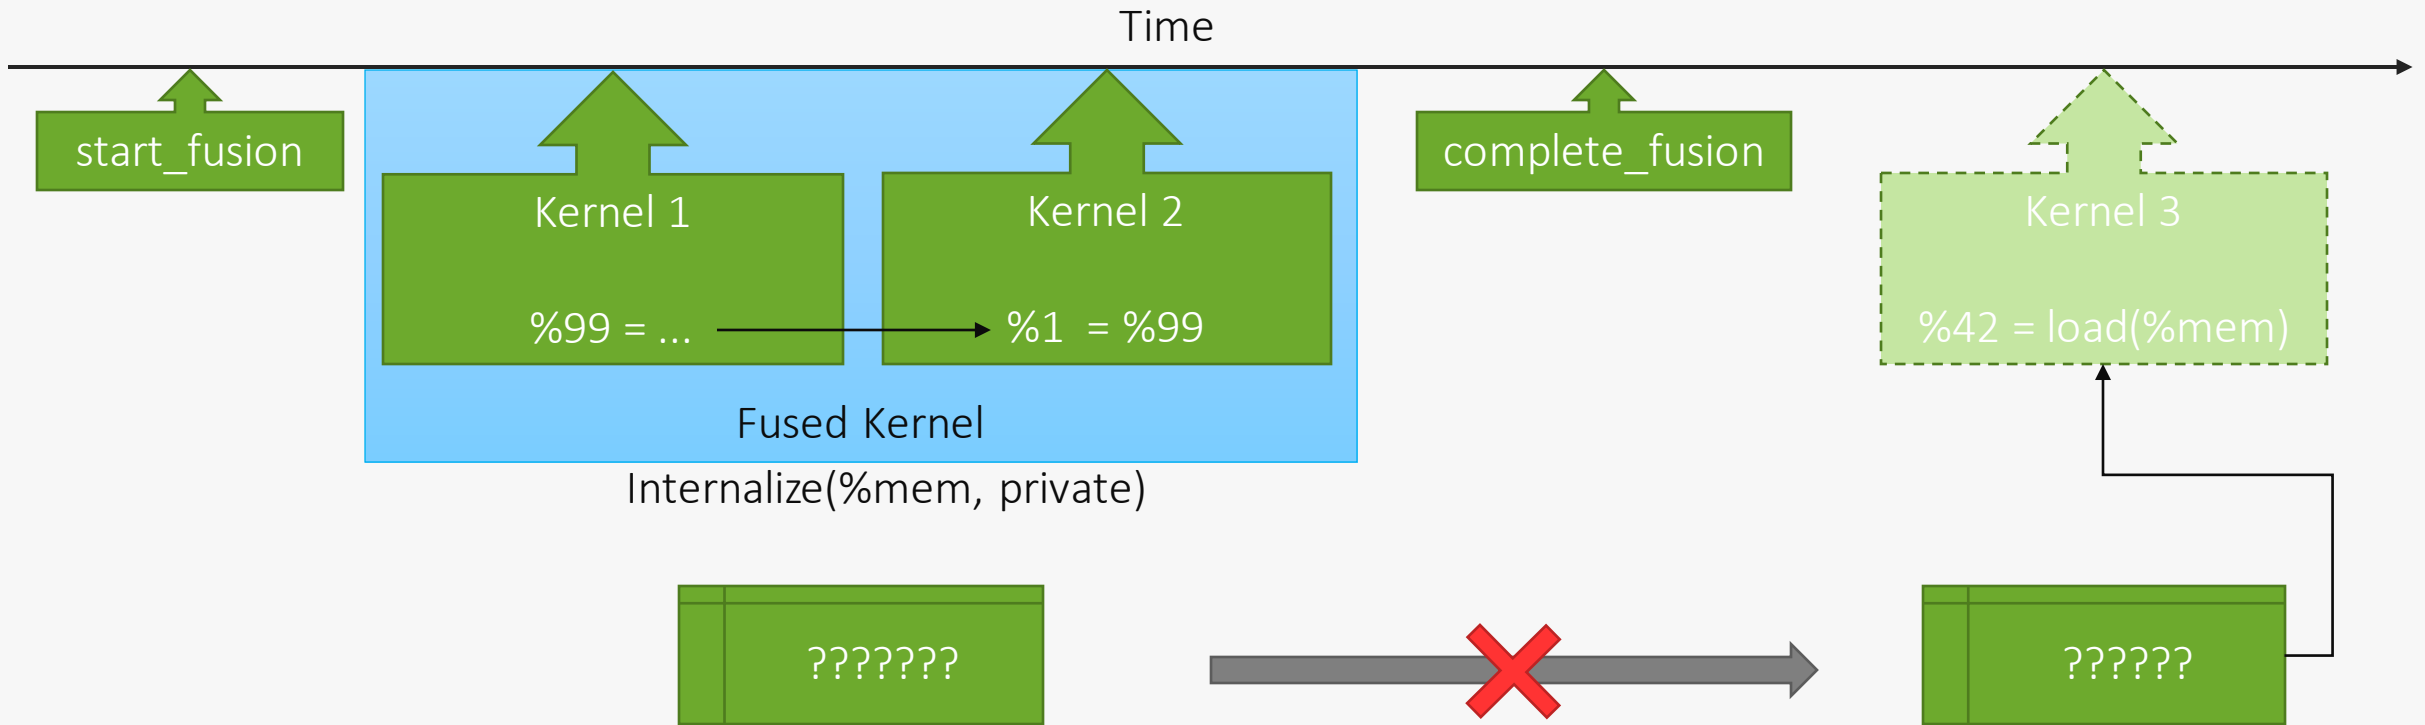 Time
start_fusion
Kernel 1
%99 = ...
Kernel 2
%1 = %99
Fused Kernel
Internalize(%mem, private)
complete_fusion
Kernel 3
%42 = load(%mem)
???????
??????